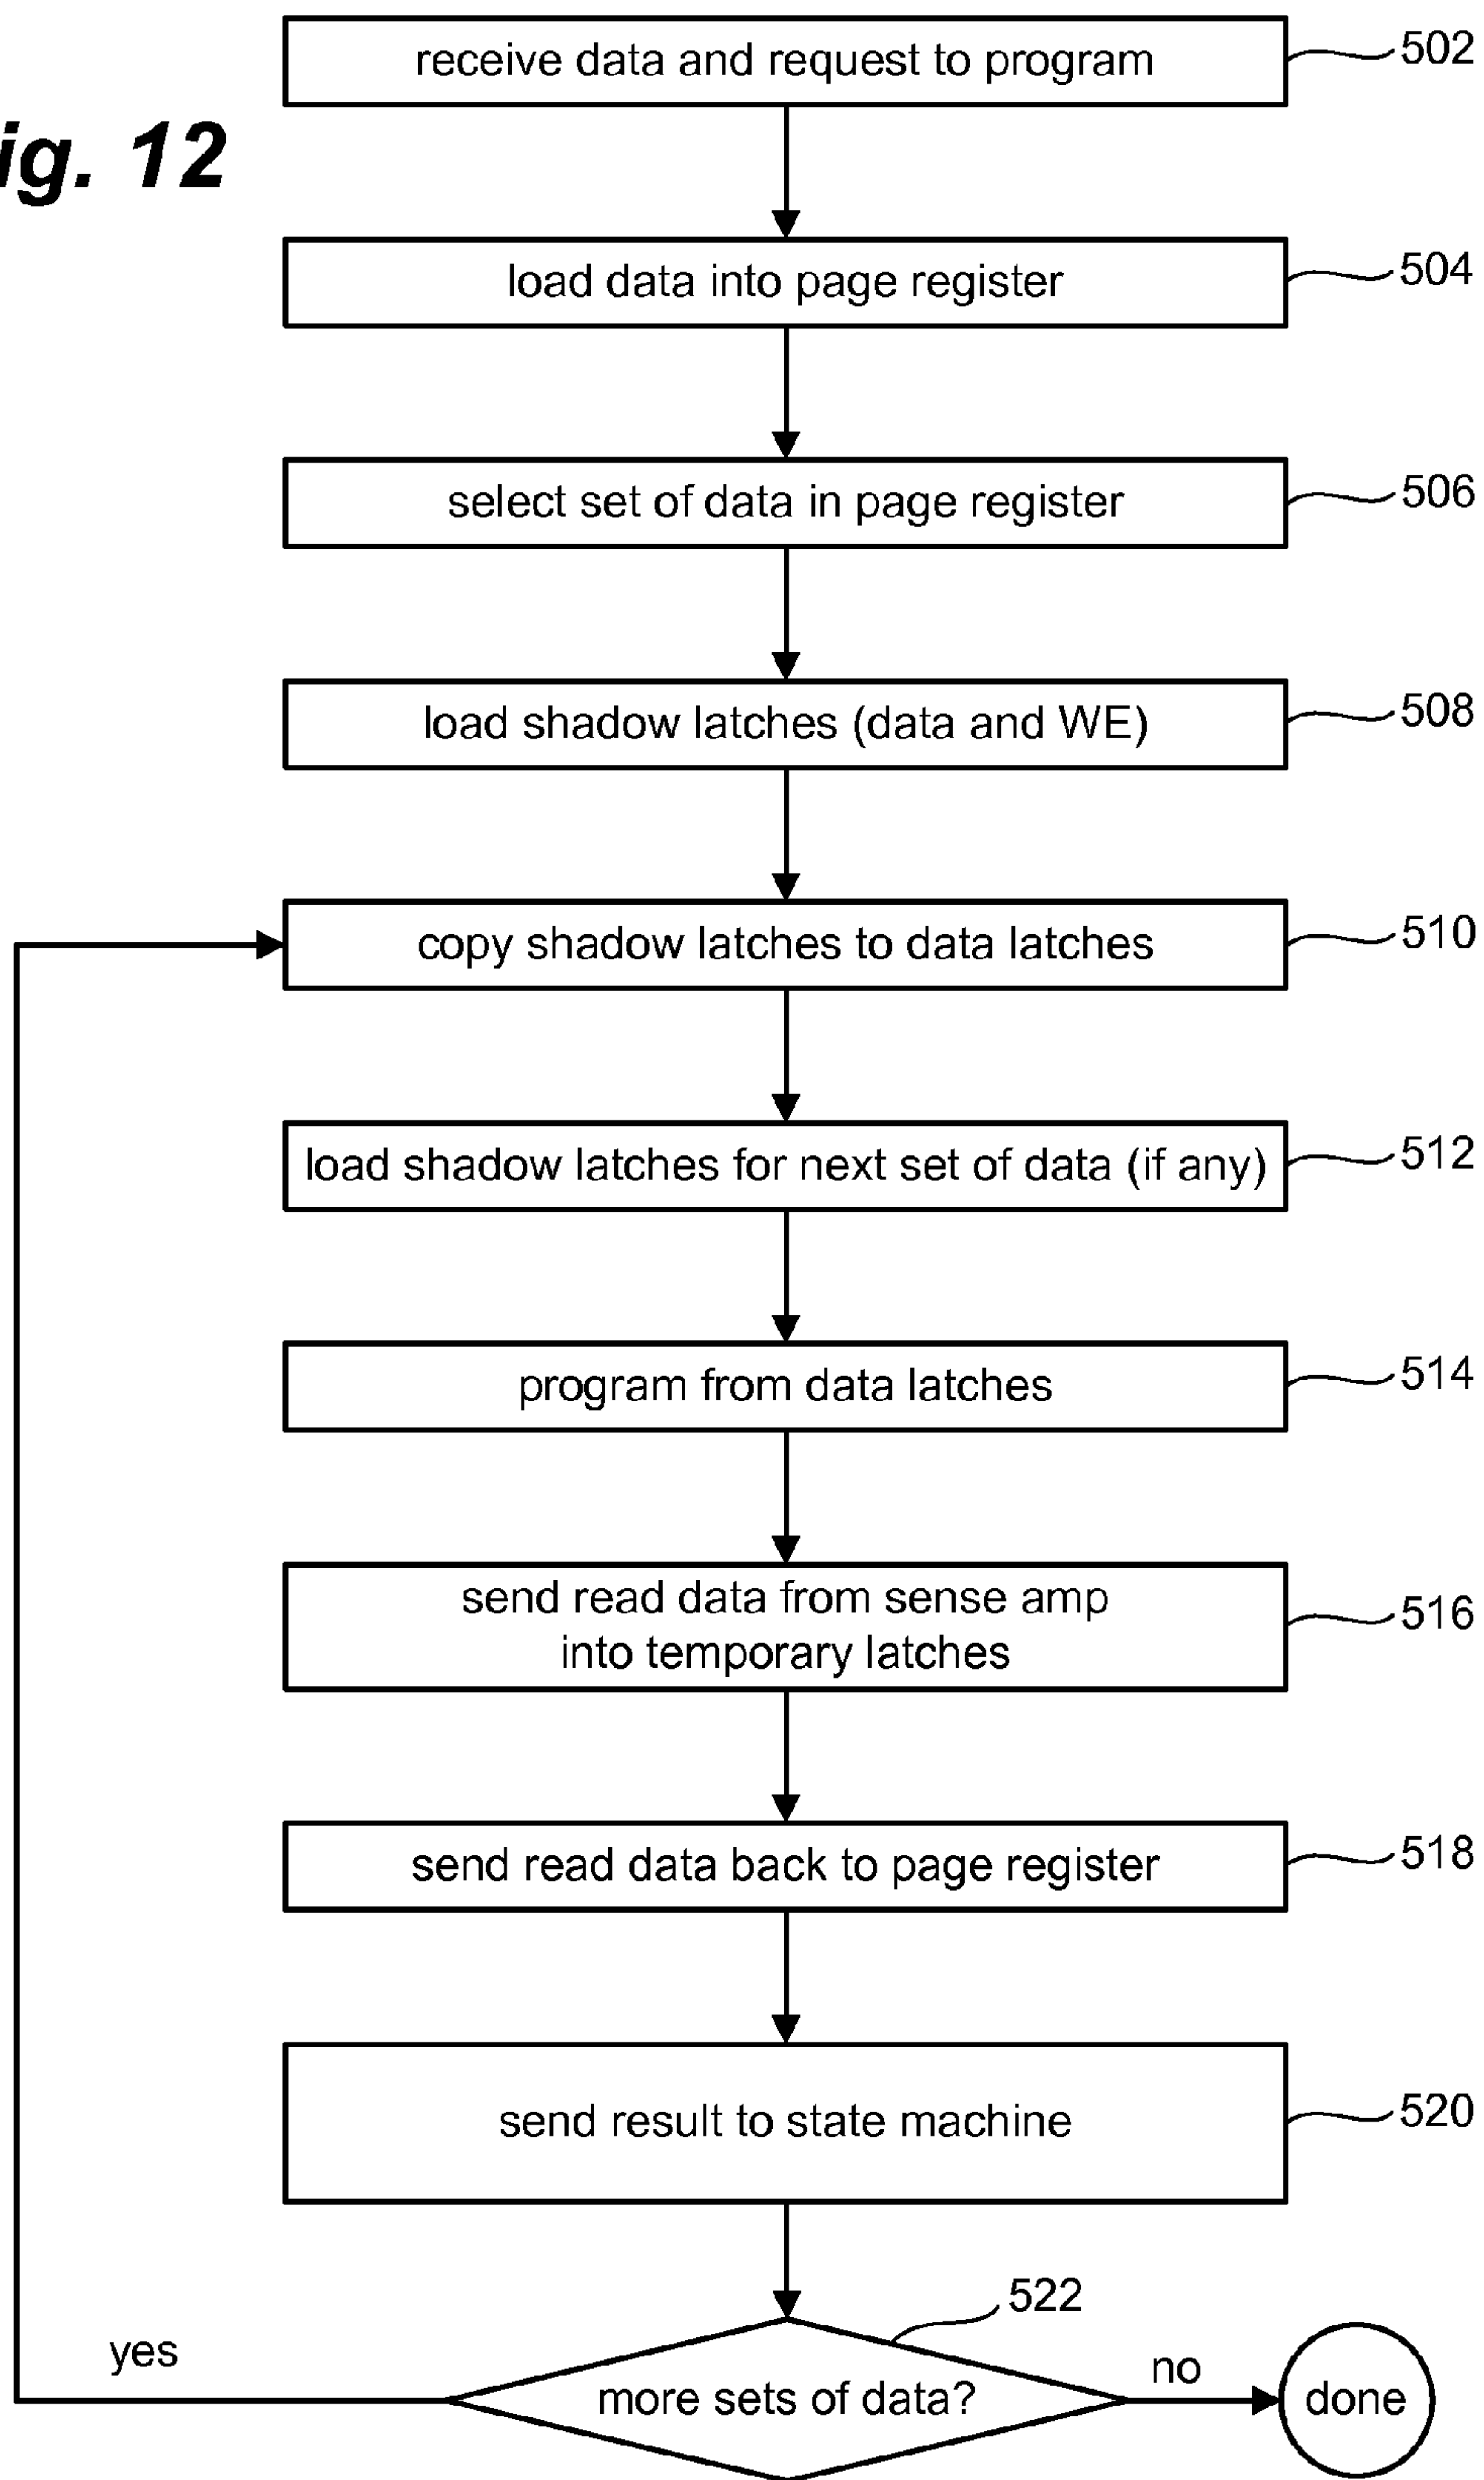 ig. 12
receive data and request to program
502
load data into page register
504
select set of data in page register
506
load shadow latches (data and WE)
508
copy shadow latches to data latches
510
load shadow latches for next set of data (if any)
512
program from data latches
514
send read data from sense amp
into temporary latches
516
send read data back to page register
518
send result to state machine
520
522
yes
more sets of data?
no
done